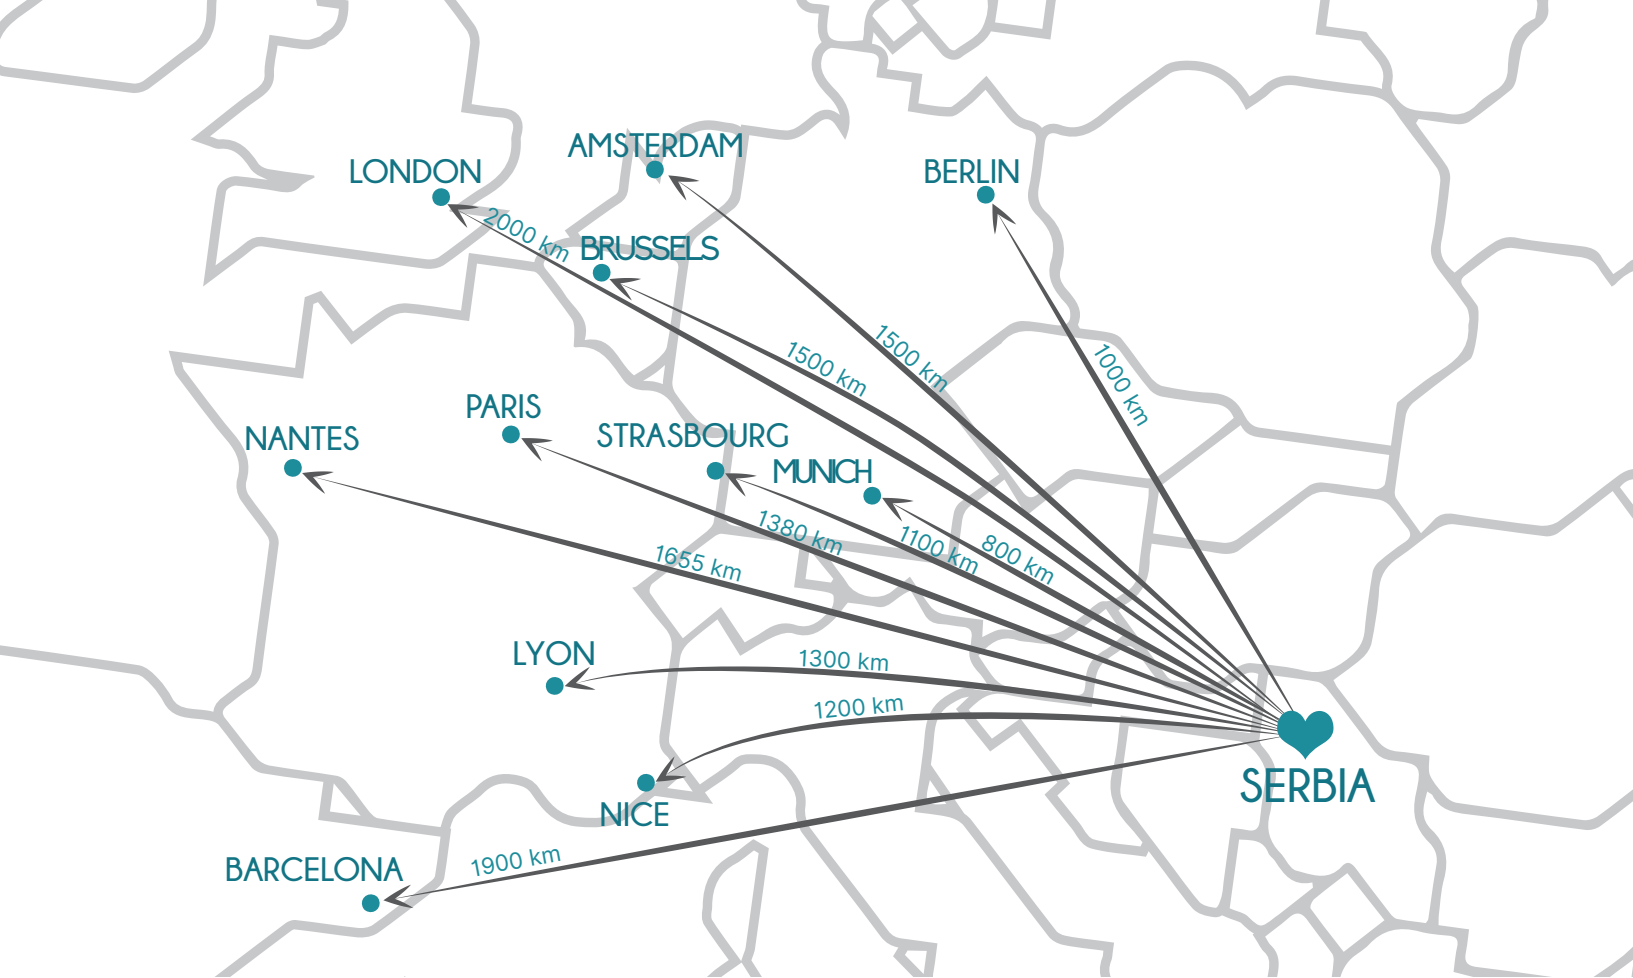 AMSTERDAM
LONDON
BERLIN
2000 km
BRUSSELS
1500 km
1500 km
1000 km
PARIS
NANTES
STRASBOURG
MUNICH
1380 km
1100 km
800 km
1655 km
LYON
1300 km
1200 km
NICE
SERBIA
BARCELONA
1900 km